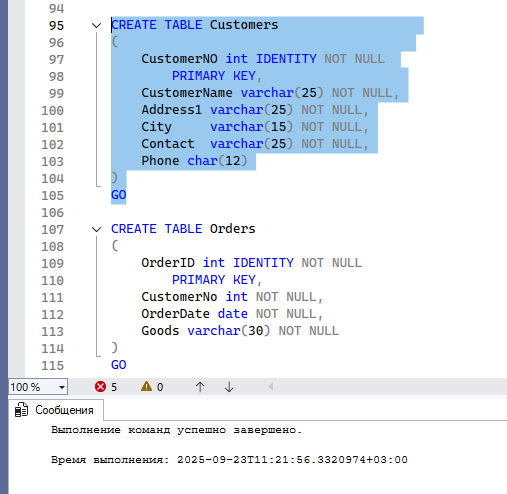 94
95 CREATE TABLE Customers
96 (
97 CustomerNO int IDENTITY NOT NULL
98 PRIMARY KEY,
99 CustomerName varchar(25) NOT NULL,
100 Address1 varchar(25) NOT NULL,
101 City varchar(15) NOT NULL,
102 Contact varchar(25) NOT NULL,
103 Phone char(12)
104 )
105 GO
106
107 CREATE TABLE Orders
108 (
109 OrderID int IDENTITY NOT NULL
110 PRIMARY KEY,
111 CustomerNo int NOT NULL,
112 OrderDate date NOT NULL,
113 Goods varchar(30) NOT NULL
114 )
115 GO
100 % 5 0
Сообщения
Выполнение команд успешно завершено.
Время выполнения: 2025-09-23T11:21:56.3320974+03:00